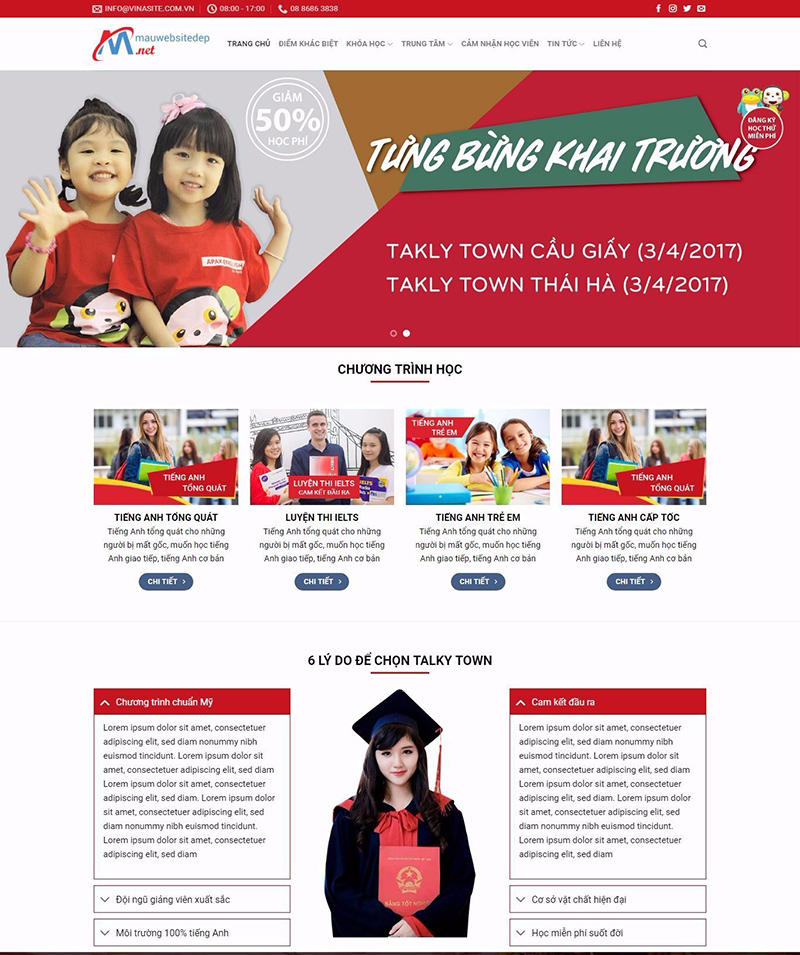 INFO@VINASITE.COM.VN
08:00 - 17:00
08 8686 3838
mauwebsitedep
.net
TRANG CHỦ
ĐIỂM KHÁC BIỆT
KHÓA HỌC
TRUNG TÂM
CẢM NHẬN HỌC VIÊN
TIN TỨC
LIÊN HỆ
GIẢM
50%
HỌC PHÍ
TƯNG BỪNG KHAI TRƯƠNG
ĐĂNG KÝ
HỌC THỬ
MIỄN PHÍ
TAKLY TOWN CẦU GIẤY (3/4/2017)
TAKLY TOWN THÁI HÀ (3/4/2017)
CHƯƠNG TRÌNH HỌC
TIẾNG ANH
TỔNG QUÁT
LUYỆN THI IELTS
CAM KẾT ĐẦU RA
TIẾNG ANH
TRẺ EM
TIẾNG ANH
TỔNG QUÁT
TIẾNG ANH TỔNG QUÁT
Tiếng Anh tổng quát cho những
người bị mất gốc, muốn học tiếng
Anh giao tiếp, tiếng Anh cơ bản
CHI TIẾT
LUYỆN THI IELTS
Tiếng Anh tổng quát cho những
người bị mất gốc, muốn học tiếng
Anh giao tiếp, tiếng Anh cơ bản
CHI TIẾT
TIẾNG ANH TRẺ EM
Tiếng Anh tổng quát cho những
người bị mất gốc, muốn học tiếng
Anh giao tiếp, tiếng Anh cơ bản
CHI TIẾT
TIẾNG ANH CẤP TỐC
Tiếng Anh tổng quát cho những
người bị mất gốc, muốn học tiếng
Anh giao tiếp, tiếng Anh cơ bản
CHI TIẾT
6 LÝ DO ĐỂ CHỌN TALKY TOWN
Chương trình chuẩn Mỹ
Lorem ipsum dolor sit amet, consectetuer
adipiscing elit, sed diam nonummy nibh
euismod tincidunt. Lorem ipsum dolor sit
amet, consectetuer adipiscing elit, sed diam
Lorem ipsum dolor sit amet, consectetuer
adipiscing elit, sed diam. Lorem ipsum dolor
sit amet, consectetuer adipiscing elit, sed
diam nonummy nibh euismod tincidunt.
Lorem ipsum dolor sit amet, consectetuer
adipiscing elit, sed diam
Đội ngũ giảng viên xuất sắc
Môi trường 100% tiếng Anh
BẰNG TỐT NGHIỆP
Cam kết đầu ra
Lorem ipsum dolor sit amet, consectetuer
adipiscing elit, sed diam nonummy nibh
euismod tincidunt. Lorem ipsum dolor sit
amet, consectetuer adipiscing elit, sed diam
Lorem ipsum dolor sit amet, consectetuer
adipiscing elit, sed diam. Lorem ipsum dolor
sit amet, consectetuer adipiscing elit, sed
diam nonummy nibh euismod tincidunt.
Lorem ipsum dolor sit amet, consectetuer
adipiscing elit, sed diam
Cơ sở vật chất hiện đại
Học miễn phí suốt đời